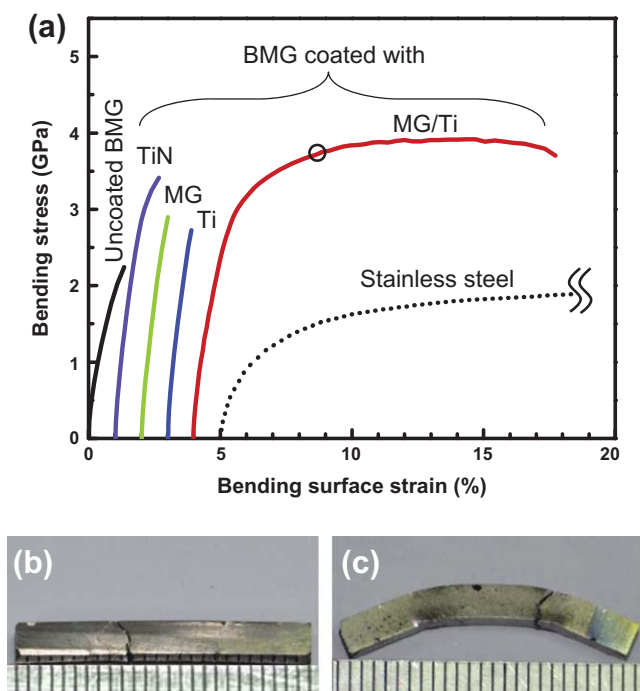 (a)
5
4
3
2
1
0
Bending stress (GPa)
BMG coated with
Uncoated BMG
TiN
MG
Ti
MG/Ti
Stainless steel
0 5 10 15 20
Bending surface strain (%)
(b)
(c)